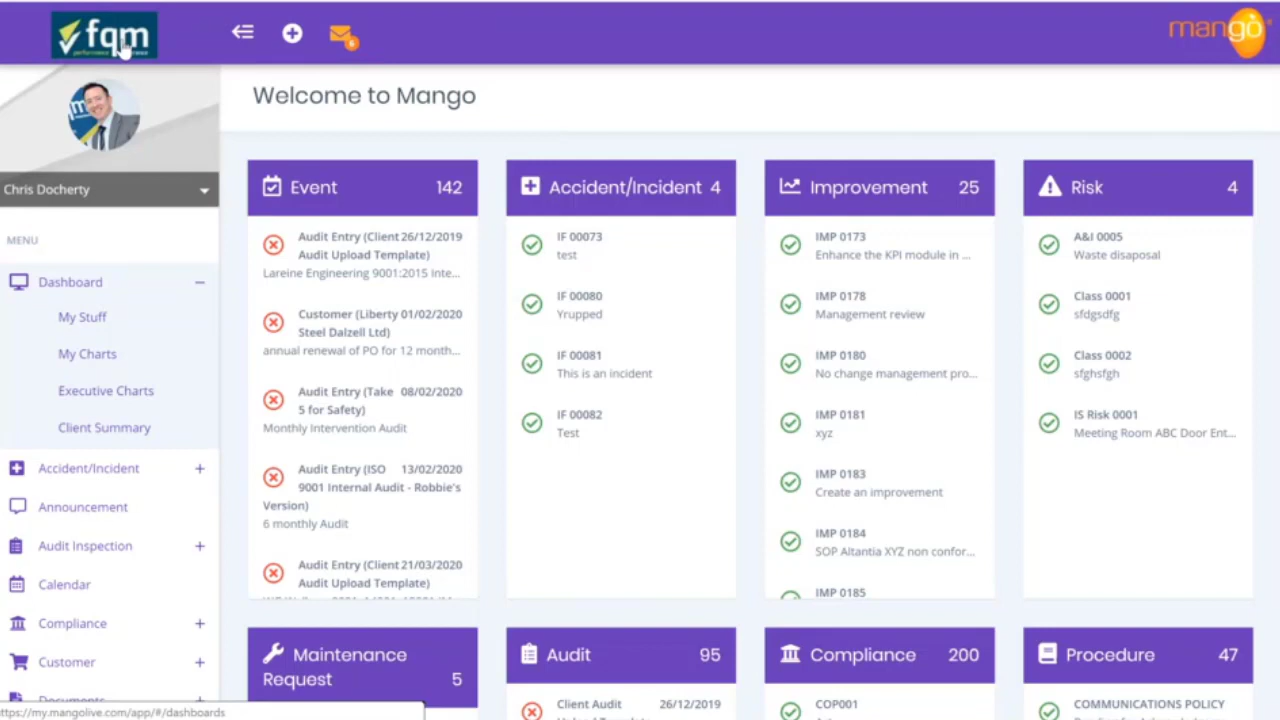 fqm
performance
6
mango
Chris Docherty
MENU
Dashboard
My Stuff
My Charts
Executive Charts
Client Summary
Accident/Incident
Announcement
Audit Inspection
Calendar
Compliance
Customer
Documents
https://my.mangolive.com/app/#/dashboards
Welcome to Mango
Event 142
Audit Entry (Client 26/12/2019
Audit Upload Template)
Lareine Engineering 9001:2015 Inte...
Customer (Liberty 01/02/2020
Steel Dalzell Ltd)
annual renewal of PO for 12 month...
Audit Entry (Take 08/02/2020
5 for Safety)
Monthly Intervention Audit
Audit Entry (ISO 13/02/2020
9001 Internal Audit - Robbie's
Version)
6 monthly Audit
Audit Entry (Client 21/03/2020
Audit Upload Template)
Accident/Incident 4
IF 00073
test
IF 00080
Yrupped
IF 00081
This is an incident
IF 00082
Test
Improvement 25
IMP 0173
Enhance the KPI module in ...
IMP 0178
Management review
IMP 0180
No change management pro...
IMP 0181
xyz
IMP 0183
Create an improvement
IMP 0184
SOP Altantia XYZ non confor...
IMP 0185
Risk 4
A&I 0005
Waste disaposal
Class 0001
sfdgsdfg
Class 0002
sfghsfgh
IS Risk 0001
Meeting Room ABC Door Ent...
Maintenance
Request 5
Audit 95
Client Audit 26/12/2019
Compliance 200
COP001
Procedure 47
COMMUNICATIONS POLICY